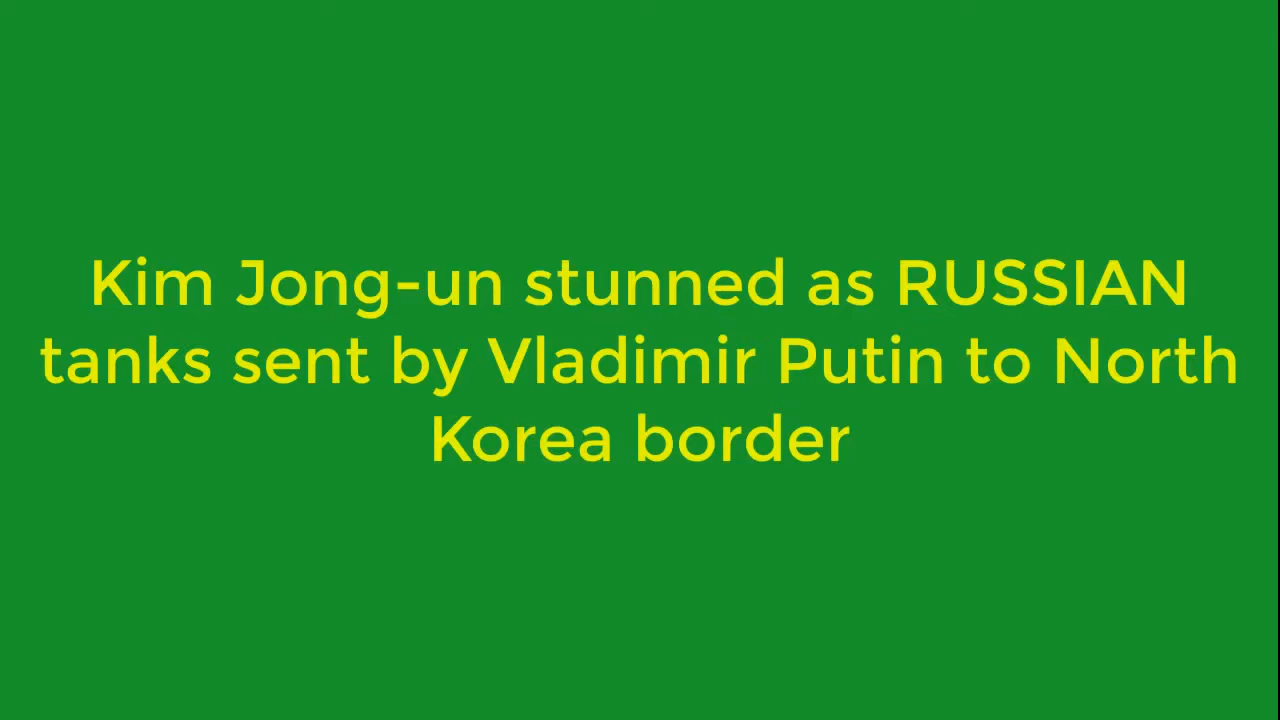 Kim Jong-un stunned as RUSSIAN
tanks sent by Vladimir Putin to North
Korea border